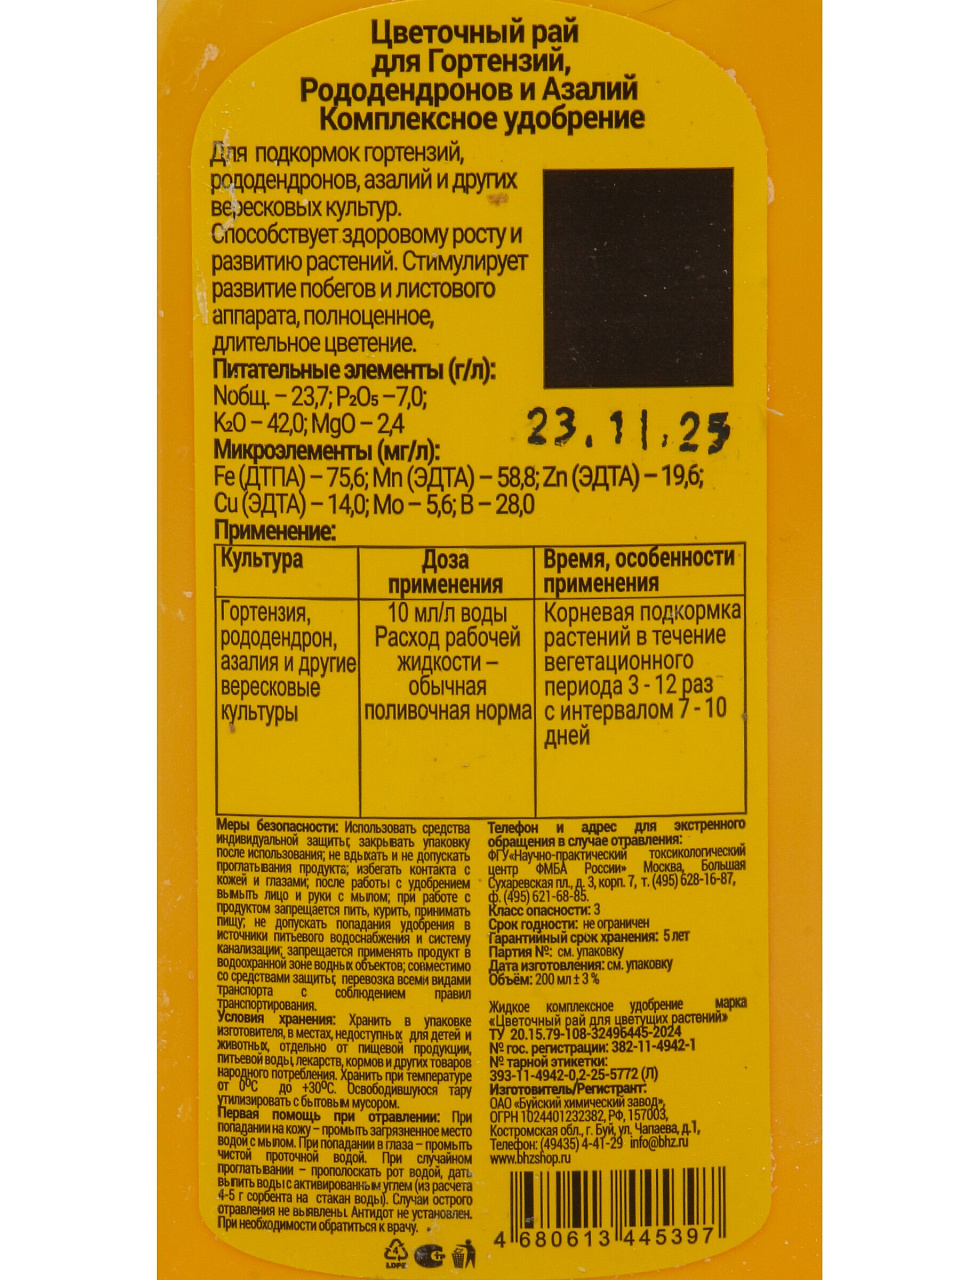 Цветочный рай
для Гортензий,
Рододендронов и Азалий
Комплексное удобрение
Для подкормок гортензий,
рододендронов, азалий и других
вересковых культур.
Способствует здоровому росту и
развитию растений. Стимулирует
развитие побегов и листового
аппарата, полноценное,
длительное цветение.
Питательные элементы (г/л):
Nобщ. – 23,7; P₂O₅ –7,0;
K₂O – 42,0; MgO – 2,4
23.11.25
Микроэлементы (мг/л):
Fe (ДТПА) – 75,6; Mn (ЭДТА) – 58,8; Zn (ЭДТА) – 19,6;
Cu (ЭДТА) – 14,0; Mo – 5,6; B – 28,0
Применение:
Культура
Доза
применения
Время, особенности
применения
Гортензия,
рододендрон,
азалия и другие
вересковые
культуры
10 мл/л воды
Расход рабочей
жидкости –
обычная
поливочная норма
Корневая подкормка
растений в течение
вегетационного
периода 3 - 12 раз
с интервалом 7 - 10
дней
Меры безопасности: Использовать средства
индивидуальной защиты; закрывать упаковку
после использования; не вдыхать и не допускать
проглатывания продукта; избегать контакта с
кожей и глазами; после работы с удобрением
вымыть лицо и руки с мылом; при работе с
продуктом запрещается пить, курить, принимать
пищу; не допускать попадания удобрения в
источники питьевого водоснабжения и систему
канализации; запрещается применять продукт в
водоохранной зоне водных объектов; совместимо
со средствами защиты; перевозка всеми видами
транспорта с соблюдением правил
транспортирования.
Условия хранения: Хранить в упаковке
изготовителя, в местах, недоступных для детей и
животных, отдельно от пищевой продукции,
питьевой воды, лекарств, кормов и других товаров
народного потребления. Хранить при температуре
от 0⁰С до +30⁰С. Освободившуюся тару
утилизировать с бытовым мусором.
Первая помощь при отравлении: При
попадании на кожу – промыть загрязненное место
водой с мылом. При попадании в глаза – промыть
чистой проточной водой. При случайном
проглатывании – прополоскать рот водой, дать
выпить воды с активированным углем (из расчета
4-5 г сорбента на стакан воды). Случаи острого
отравления не выявлены. Антидот не установлен.
При необходимости обратиться к врачу.
Телефон и адрес для экстренного
обращения в случае отравления:
ФГУ«Научно-практический токсикологический
центр ФМБА России» Москва, Большая
Сухаревская пл., д. 3, корп. 7, т. (495) 628-16-87,
ф. (495) 621-68-85.
Класс опасности: 3
Срок годности: не ограничен
Гарантийный срок хранения: 5 лет
Партия №: см. упаковку
Дата изготовления: см. упаковку
Объём: 200 мл ± 3 %
Жидкое комплексное удобрение марка
«Цветочный рай для цветущих растений»
ТУ 20.15.79-108-32496445-2024
№ гос. регистрации: 382-11-4942-1
№ тарной этикетки:
393-11-4942-0,2-25-5772 (Л)
Изготовитель/Регистрант:
ОАО «Буйский химический завод»,
ОГРН 1024401232382, РФ, 157003,
Костромская обл., г. Буй, ул. Чапаева, д.1,
Телефон: (49435) 4-41-29 info@bhz.ru
www.bhzshop.ru
4 680613 445397
4
LDPE